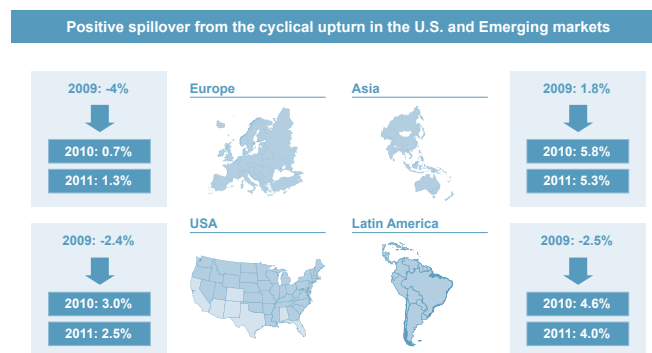 Positive spillover from the cyclical upturn in the U.S. and Emerging markets
2009: -4%
2010: 0.7%
2011: 1.3%
Europe
Asia
2009: 1.8%
2010: 5.8%
2011: 5.3%
2009: -2.4%
2010: 3.0%
2011: 2.5%
USA
Latin America
2009: -2.5%
2010: 4.6%
2011: 4.0%